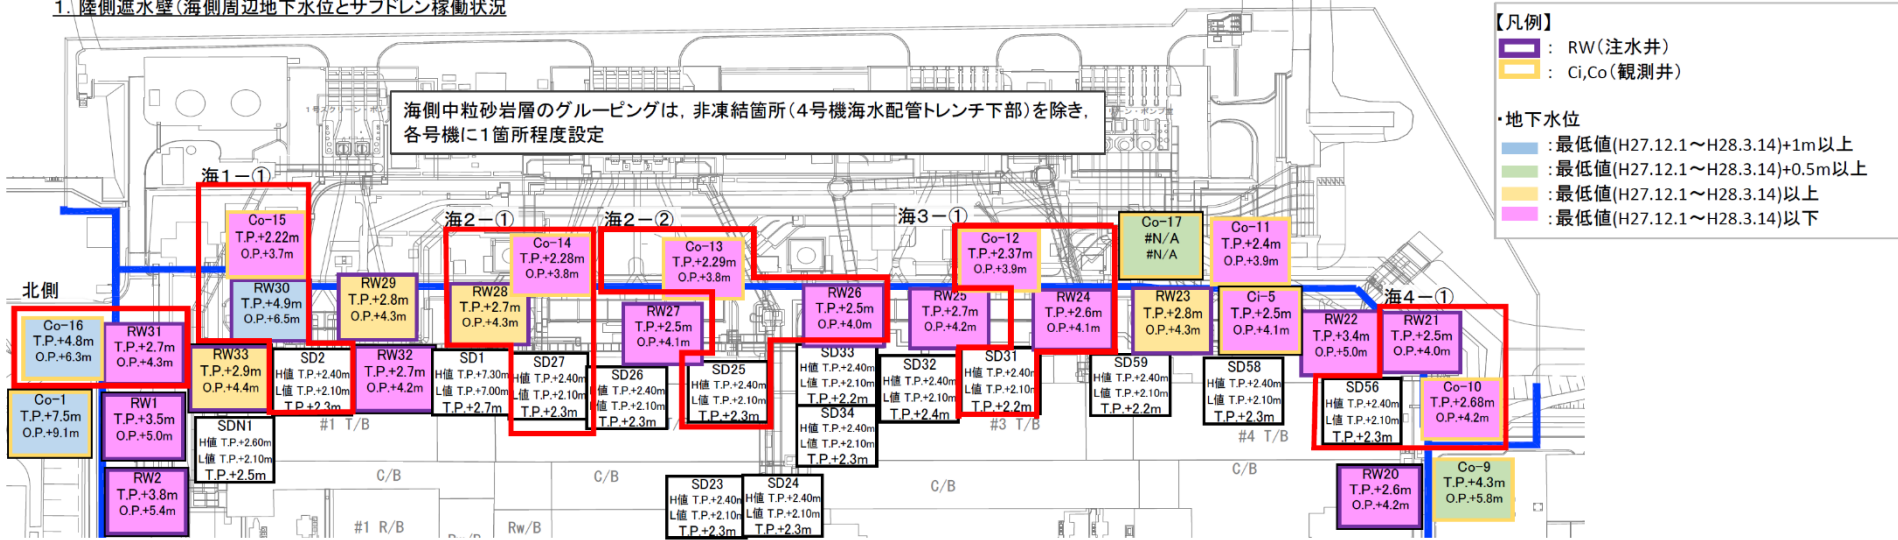 1. 陸側遮水壁(海側周辺地下水位とサブドレン稼働状況
【凡例】
: RW(注水井)
: Ci,Co(観測井)
・地下水位
: 最低値(H27.12.1~H28.3.14)+1m以上
: 最低値(H27.12.1~H28.3.14)+0.5m以上
: 最低値(H27.12.1~H28.3.14)以上
: 最低値(H27.12.1~H28.3.14)以下
海側中粒砂岩層のグルーピングは, 非凍結箇所(4号機海水配管トレンチ下部)を除き,
各号機に1箇所程度設定
海1-①
海2-①
海2-②
海3-①
海4-①
北側
Co-15
T.P.+2.22m
O.P.+3.7m
Co-14
T.P.+2.28m
O.P.+3.8m
Co-13
T.P.+2.29m
O.P.+3.8m
Co-12
T.P.+2.37m
O.P.+3.9m
Co-17
#N/A
#N/A
Co-11
T.P.+2.4m
O.P.+3.9m
RW30
T.P.+4.9m
O.P.+6.5m
RW29
T.P.+2.8m
O.P.+4.3m
RW28
T.P.+2.7m
O.P.+4.3m
RW27
T.P.+2.5m
O.P.+4.1m
RW26
T.P.+2.5m
O.P.+4.0m
RW25
T.P.+2.7m
O.P.+4.2m
RW24
T.P.+2.6m
O.P.+4.1m
RW23
T.P.+2.8m
O.P.+4.3m
Ci-5
T.P.+2.5m
O.P.+4.1m
RW22
T.P.+3.4m
O.P.+5.0m
RW21
T.P.+2.5m
O.P.+4.0m
Co-16
T.P.+4.8m
O.P.+6.3m
RW31
T.P.+2.7m
O.P.+4.3m
RW33
T.P.+2.9m
O.P.+4.4m
SD2
H値 T.P.+2.40m
L値 T.P.+2.10m
T.P.+2.3m
RW32
T.P.+2.7m
O.P.+4.2m
SD1
H値 T.P.+7.30m
L値 T.P.+7.00m
T.P.+2.7m
SD27
H値 T.P.+2.40m
L値 T.P.+2.10m
T.P.+2.3m
SD26
H値 T.P.+2.40m
L値 T.P.+2.10m
T.P.+2.3m
SD25
H値 T.P.+2.40m
L値 T.P.+2.10m
T.P.+2.3m
SD33
H値 T.P.+2.40m
L値 T.P.+2.10m
T.P.+2.2m
SD34
H値 T.P.+2.40m
L値 T.P.+2.10m
T.P.+2.3m
SD32
H値 T.P.+2.40m
L値 T.P.+2.10m
T.P.+2.4m
SD31
H値 T.P.+2.40m
L値 T.P.+2.10m
T.P.+2.2m
SD59
H値 T.P.+2.40m
L値 T.P.+2.10m
T.P.+2.2m
SD58
H値 T.P.+2.40m
L値 T.P.+2.10m
T.P.+2.3m
SD56
H値 T.P.+2.40m
L値 T.P.+2.10m
T.P.+2.3m
Co-10
T.P.+2.68m
O.P.+4.2m
Co-1
T.P.+7.5m
O.P.+9.1m
RW1
T.P.+3.5m
O.P.+5.0m
SDN1
H値 T.P.+2.60m
L値 T.P.+2.10m
T.P.+2.5m
#1 T/B
#3 T/B
#4 T/B
RW2
T.P.+3.8m
O.P.+5.4m
C/B
C/B
C/B
C/B
SD23
H値 T.P.+2.40m
L値 T.P.+2.10m
T.P.+2.3m
SD24
H値 T.P.+2.40m
L値 T.P.+2.10m
T.P.+2.3m
RW20
T.P.+2.6m
O.P.+4.2m
Co-9
T.P.+4.3m
O.P.+5.8m
#1 R/B
Rw/B